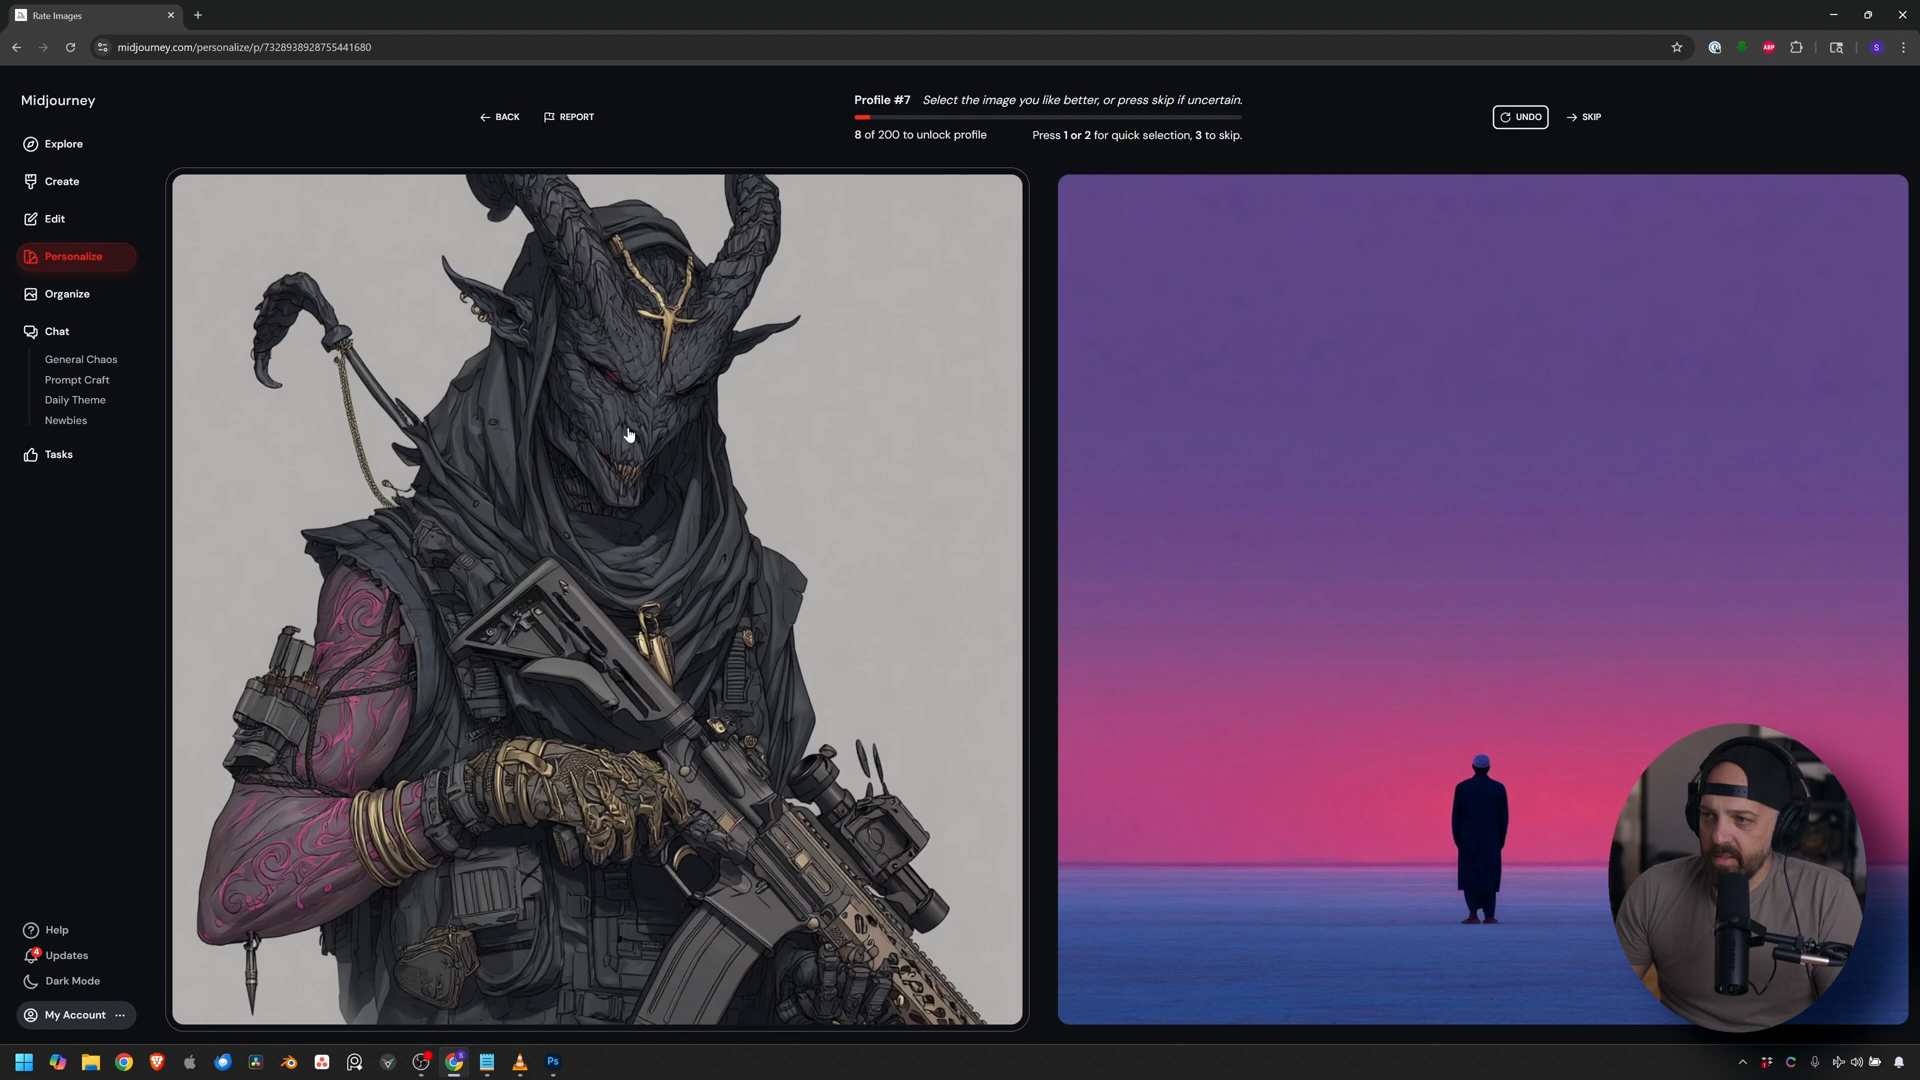 Rate Images
midjourney.com/personalize/p/7328938928755441680
ABP
S
Midjourney
Explore
Create
Edit
Personalize
Organize
Chat
General Chaos
Prompt Craft
Daily Theme
Newbies
Tasks
BACK
REPORT
Profile #7 Select the image you like better, or press skip if uncertain.
8 of 200 to unlock profile
Press 1 or 2 for quick selection, 3 to skip.
UNDO
SKIP
Help
4
Updates
Dark Mode
My Account
Ps